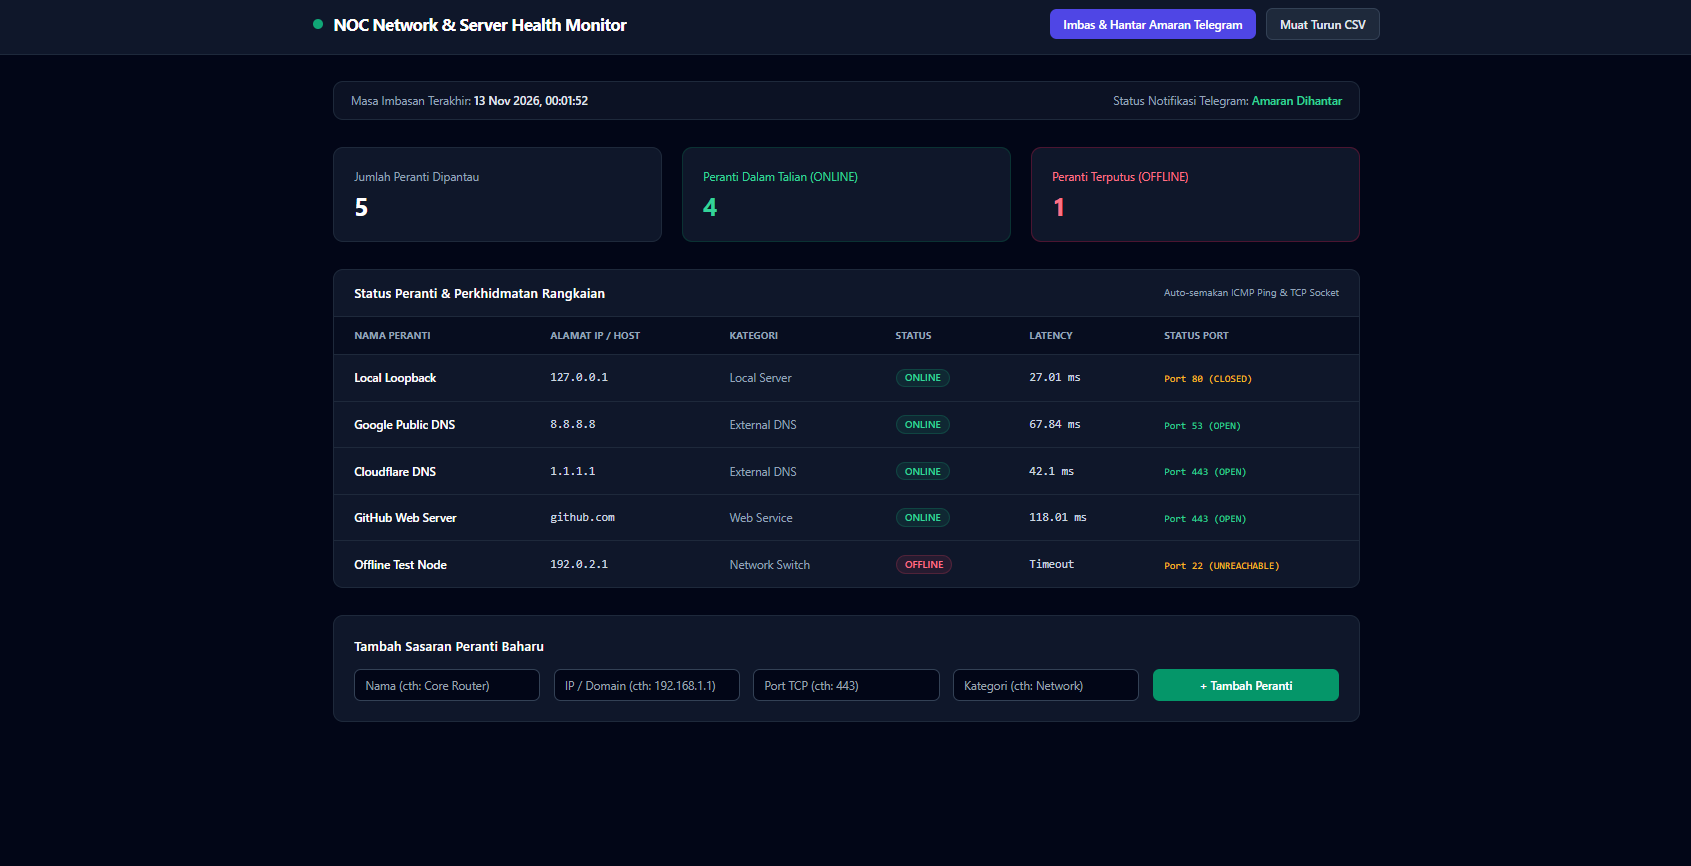 NOC Network & Server Health Monitor
Imbas & Hantar Amaran Telegram
Muat Turun CSV
Masa Imbasan Terakhir: 13 Nov 2026, 00:01:52
Status Notifikasi Telegram: Amaran Dihantar
Jumlah Peranti Dipantau
5
Peranti Dalam Talian (ONLINE)
4
Peranti Terputus (OFFLINE)
1
Status Peranti & Perkhidmatan Rangkaian
Auto-semakan ICMP Ping & TCP Socket
NAMA PERANTI ALAMAT IP / HOST KATEGORI STATUS LATENCY STATUS PORT
Local Loopback 127.0.0.1 Local Server ONLINE 27.01 ms Port 80 (CLOSED)
Google Public DNS 8.8.8.8 External DNS ONLINE 67.84 ms Port 53 (OPEN)
Cloudflare DNS 1.1.1.1 External DNS ONLINE 42.1 ms Port 443 (OPEN)
GitHub Web Server github.com Web Service ONLINE 118.01 ms Port 443 (OPEN)
Offline Test Node 192.0.2.1 Network Switch OFFLINE Timeout Port 22 (UNREACHABLE)
Tambah Sasaran Peranti Baharu
Nama (cth: Core Router) IP / Domain (cth: 192.168.1.1) Port TCP (cth: 443) Kategori (cth: Network) + Tambah Peranti